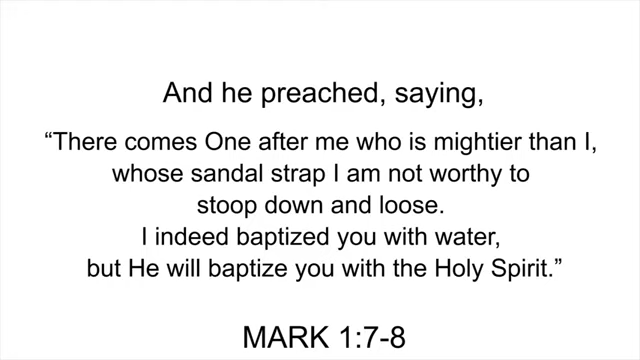 And he preached, saying,
“There comes One after me who is mightier than I,
whose sandal strap I am not worthy to
stoop down and loose.
I indeed baptized you with water,
but He will baptize you with the Holy Spirit.”
MARK 1:7-8